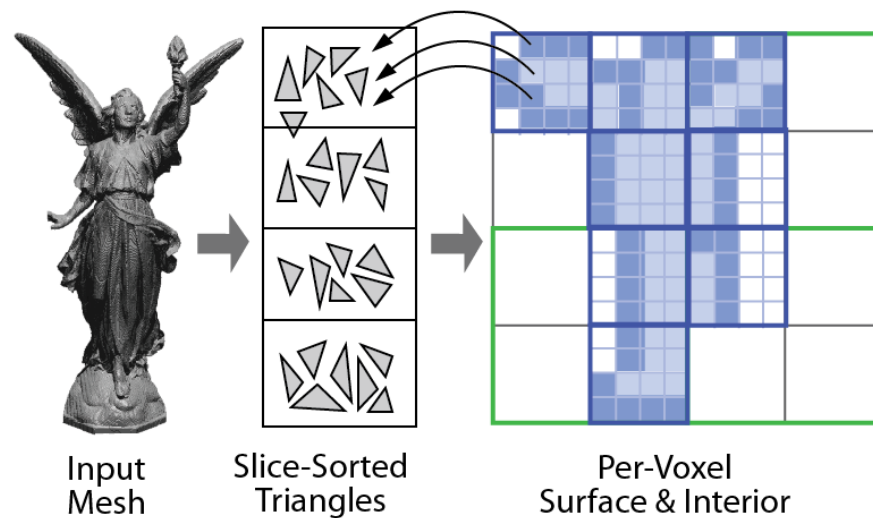 Input
Mesh
Slice-Sorted
Triangles
Per-Voxel
Surface & Interior